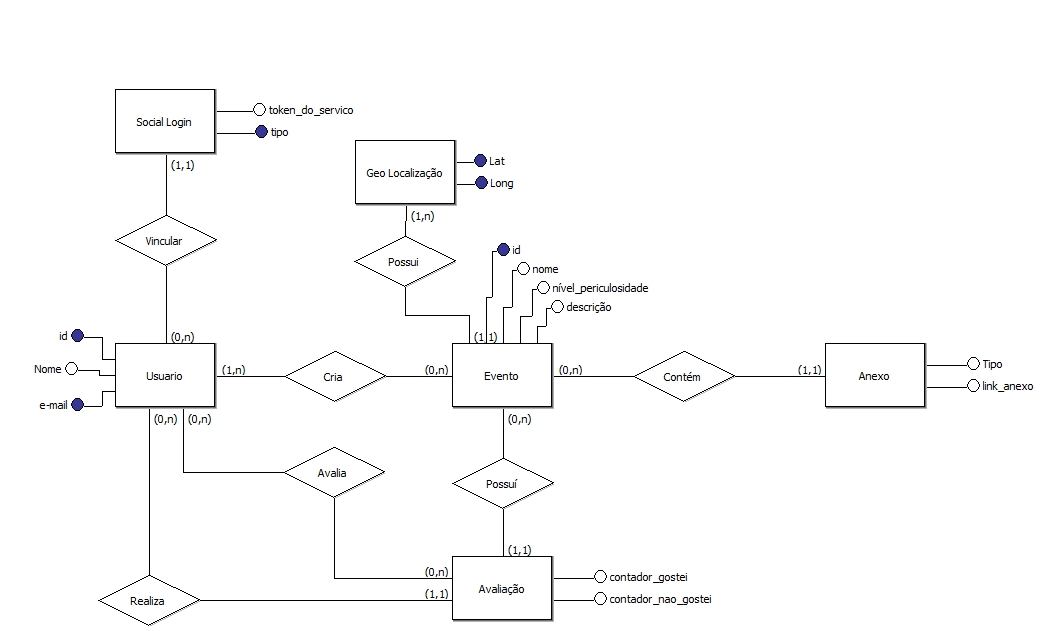 Social Login
token_do_servico
tipo
(1,1)
Geo Localização
Lat
Long
(1,n)
Vincular
Possui
id
nome
nível_periculosidade
descrição
(0,n)
(1,1)
id
Nome
e-mail
Usuario
(1,n)
Cria
(0,n)
Evento
(0,n)
Contém
(1,1)
Anexo
Tipo
link_anexo
(0,n)
(0,n)
(0,n)
Avalia
Possuí
(1,1)
(0,n)
Avaliação
contador_gostei
contador_nao_gostei
Realiza
(1,1)